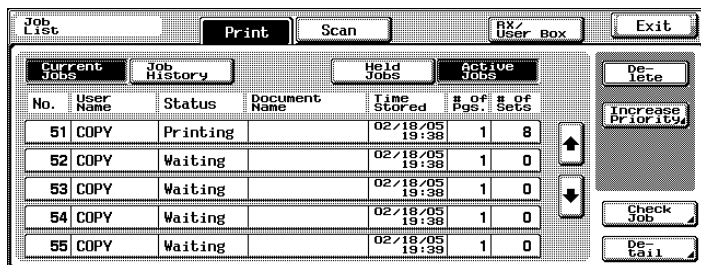 Job List
Print
Scan
RX/ User Box
Exit
Current Jobs
Job History
Held Jobs
Active Jobs
De- lete
No. User Name Status Document Name Time Stored # of Pgs. # of Sets
Increase Priority
51 COPY Printing 02/18/05 19:38 1 8
52 COPY Waiting 02/18/05 19:38 1 0
53 COPY Waiting 02/18/05 19:38 1 0
54 COPY Waiting 02/18/05 19:38 1 0
Check Job
55 COPY Waiting 02/18/05 19:39 1 0
De- tail